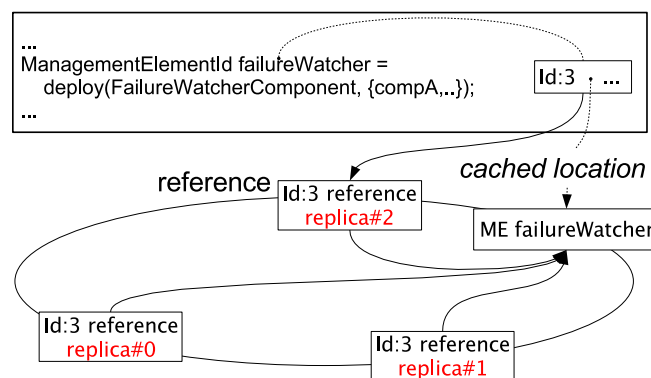 ...
ManagementElementId failureWatcher =
deploy(FailureWatcherComponent, {compA,..});
...
Id:3 . ...
cached location
reference
Id:3 reference
replica#2
ME failureWatcher
Id:3 reference
replica#0
Id:3 reference
replica#1